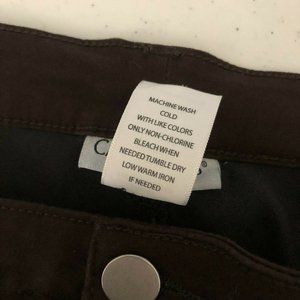 MACHINE WASH
COLD
WITH LIKE COLORS
ONLY NON-CHLORINE
BLEACH WHEN
NEEDED TUMBLE DRY
LOW WARM IRON
IF NEEDED